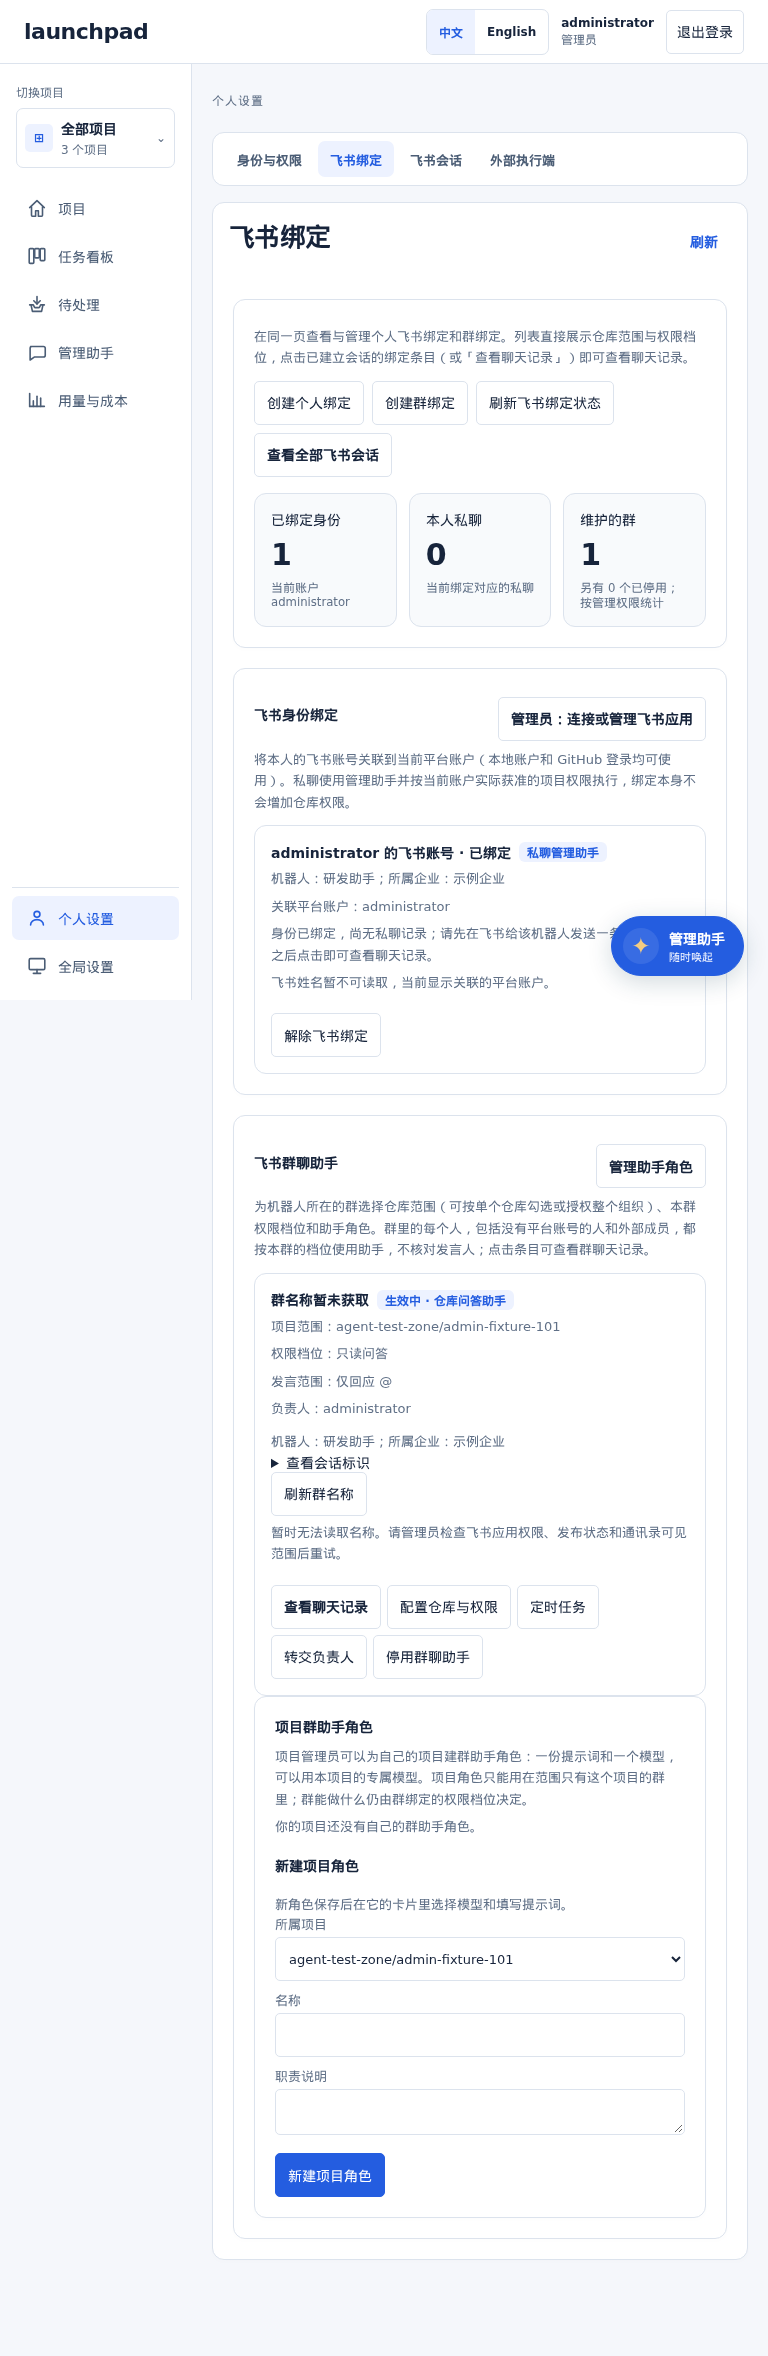 launchpad
中文
English
administrator
管理员
退出登录
切换项目
全部项目
3 个项目
项目
任务看板
待处理
管理助手
用量与成本
个人设置
全局设置
个人设置
身份与权限
飞书绑定
飞书会话
外部执行端
飞书绑定
刷新
在同一页查看与管理个人飞书绑定和群绑定。列表直接展示仓库范围与权限档
位，点击已建立会话的绑定条目（或「查看聊天记录」）即可查看聊天记录。
创建个人绑定
创建群绑定
刷新飞书绑定状态
查看全部飞书会话
已绑定身份
1
当前账户
administrator
本人私聊
0
当前绑定对应的私聊
维护的群
1
另有 0 个已停用；
按管理权限统计
飞书身份绑定
管理员：连接或管理飞书应用
将本人的飞书账号关联到当前平台账户（本地账户和 GitHub 登录均可使
用）。私聊使用管理助手并按当前账户实际获准的项目权限执行，绑定本身不
会增加仓库权限。
administrator 的飞书账号 · 已绑定
私聊管理助手
机器人：研发助手；所属企业：示例企业
关联平台账户：administrator
身份已绑定，尚无私聊记录；请先在飞书给该机器人发送一
之后点击即可查看聊天记录。
飞书姓名暂不可读取，当前显示关联的平台账户。
解除飞书绑定
管理助手
随时唤起
飞书群聊助手
管理助手角色
为机器人所在的群选择仓库范围（可按单个仓库勾选或授权整个组织）、本群
权限档位和助手角色。群里的每个人，包括没有平台账号的人和外部成员，都
按本群的档位使用助手，不核对发言人；点击条目可查看群聊天记录。
群名称暂未获取
生效中 · 仓库问答助手
项目范围：agent-test-zone/admin-fixture-101
权限档位：只读问答
发言范围：仅回应 @
负责人：administrator
机器人：研发助手；所属企业：示例企业
查看会话标识
刷新群名称
暂时无法读取名称。请管理员检查飞书应用权限、发布状态和通讯录可见
范围后重试。
查看聊天记录
配置仓库与权限
定时任务
转交负责人
停用群聊助手
项目群助手角色
项目管理员可以为自己的项目建群助手角色：一份提示词和一个模型，
可以用本项目的专属模型。项目角色只能用在范围只有这个项目的群
里；群能做什么仍由群绑定的权限档位决定。
你的项目还没有自己的群助手角色。
新建项目角色
新角色保存后在它的卡片里选择模型和填写提示词。
所属项目
agent-test-zone/admin-fixture-101
名称
职责说明
新建项目角色